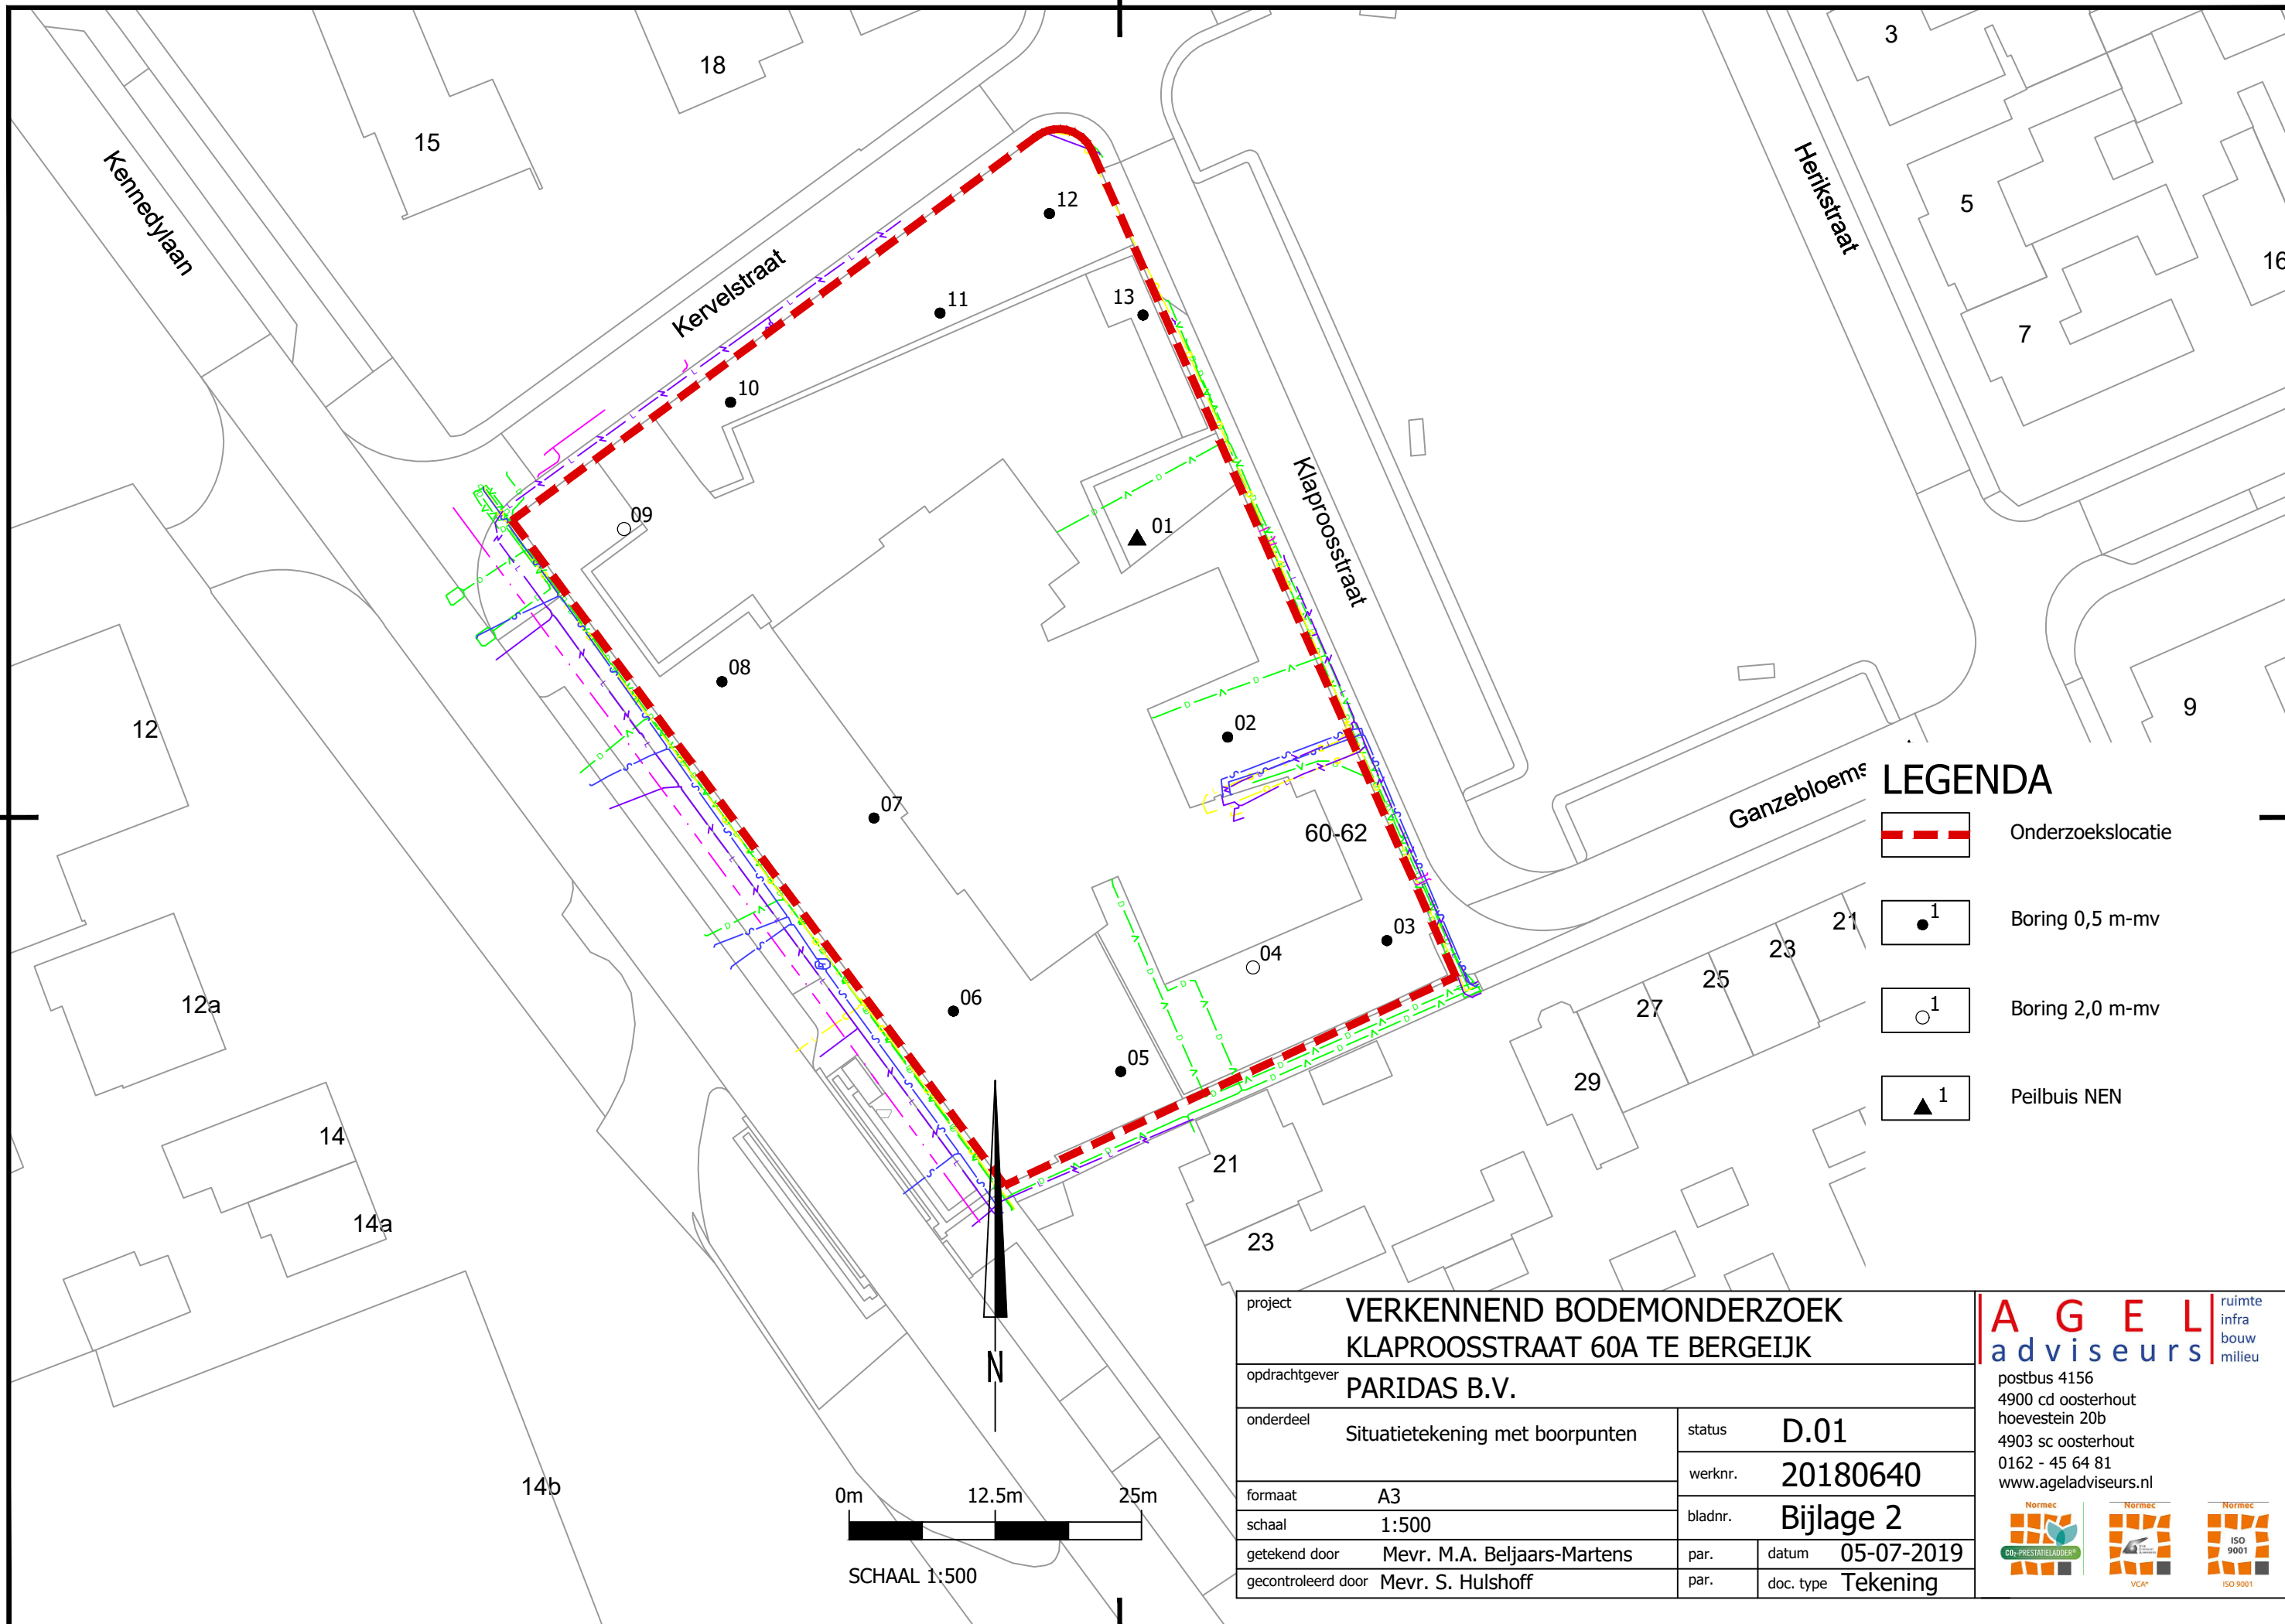 18
15
3
5
16
7
9
Kennedylaan
Kervelstraat
Herikstraat
Klaproosstraat
Ganzebloems
12
11
13
10
09
01
08
02
07
60-62
03
04
06
05
12
12a
14
14a
14b
21
23
25
27
29
21
23
N
0m 12.5m 25m
SCHAAL 1:500
LEGENDA
Onderzoekslocatie
1 Boring 0,5 m-mv
1 Boring 2,0 m-mv
1 Peilbuis NEN
project VERKENNEND BODEMONDERZOEK
KLAPROOSSTRAAT 60A TE BERGEIJK
opdrachtgever PARIDAS B.V.
onderdeel Situatietekening met boorpunten
status D.01
werknr. 20180640
formaat A3
schaal 1:500
bladnr. Bijlage 2
getekend door Mevr. M.A. Beljaars-Martens par. datum 05-07-2019
gecontroleerd door Mevr. S. Hulshoff par. doc. type Tekening
AGEL
adviseurs
ruimte
infra
bouw
milieu
postbus 4156
4900 cd oosterhout
hoevestein 20b
4903 sc oosterhout
0162 - 45 64 81
www.ageladviseurs.nl
Normec Normec Normec
CO₂-PRESTATIELADDER®
ISO
9001
VCA* ISO 9001